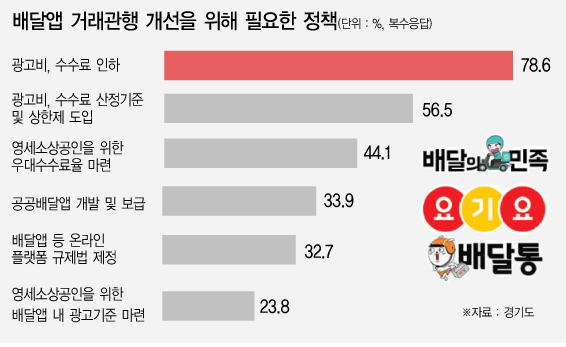 배달앱 거래관행 개선을 위해 필요한 정책(단위 : %, 복수응답)
광고비, 수수료 인하
78.6
광고비, 수수료 산정기준
및 상한제 도입
56.5
영세소상공인을 위한
우대수수료율 마련
44.1
공공배달앱 개발 및 보급
33.9
배달앱 등 온라인
플랫폼 규제법 제정
32.7
영세소상공인을 위한
배달앱 내 광고기준 마련
23.8
배달의민족
요기요
배달통
※자료 : 경기도